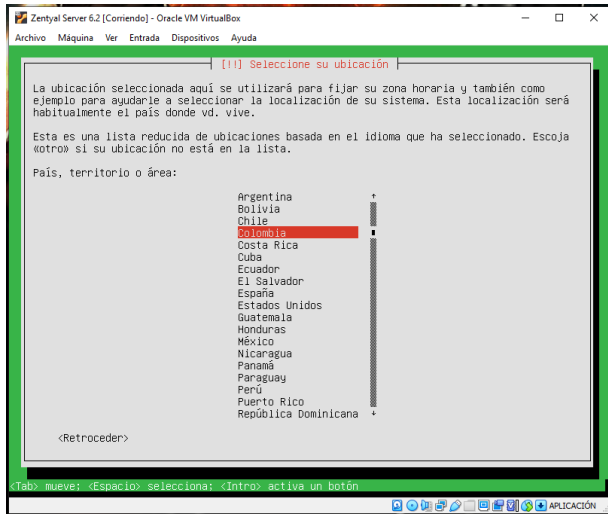 Zentyal Server 6.2 [Corriendo] - Oracle VM VirtualBox
Archivo Máquina Ver Entrada Dispositivos Ayuda
[!!] Seleccione su ubicación
La ubicación seleccionada aquí se utilizará para fijar su zona horaria y también como
ejemplo para ayudarle a seleccionar la localización de su sistema. Esta localización será
habitualmente el país donde vd. vive.
Esta es una lista reducida de ubicaciones basada en el idioma que ha seleccionado. Escoja
«otro» si su ubicación no está en la lista.
País, territorio o área:
Argentina
Bolivia
Chile
Colombia
Costa Rica
Cuba
Ecuador
El Salvador
España
Estados Unidos
Guatemala
Honduras
México
Nicaragua
Panamá
Paraguay
Perú
Puerto Rico
República Dominicana
<Retroceder>
<Tab> mueve; <Espacio> selecciona; <Intro> activa un botón
APLICACIÓN